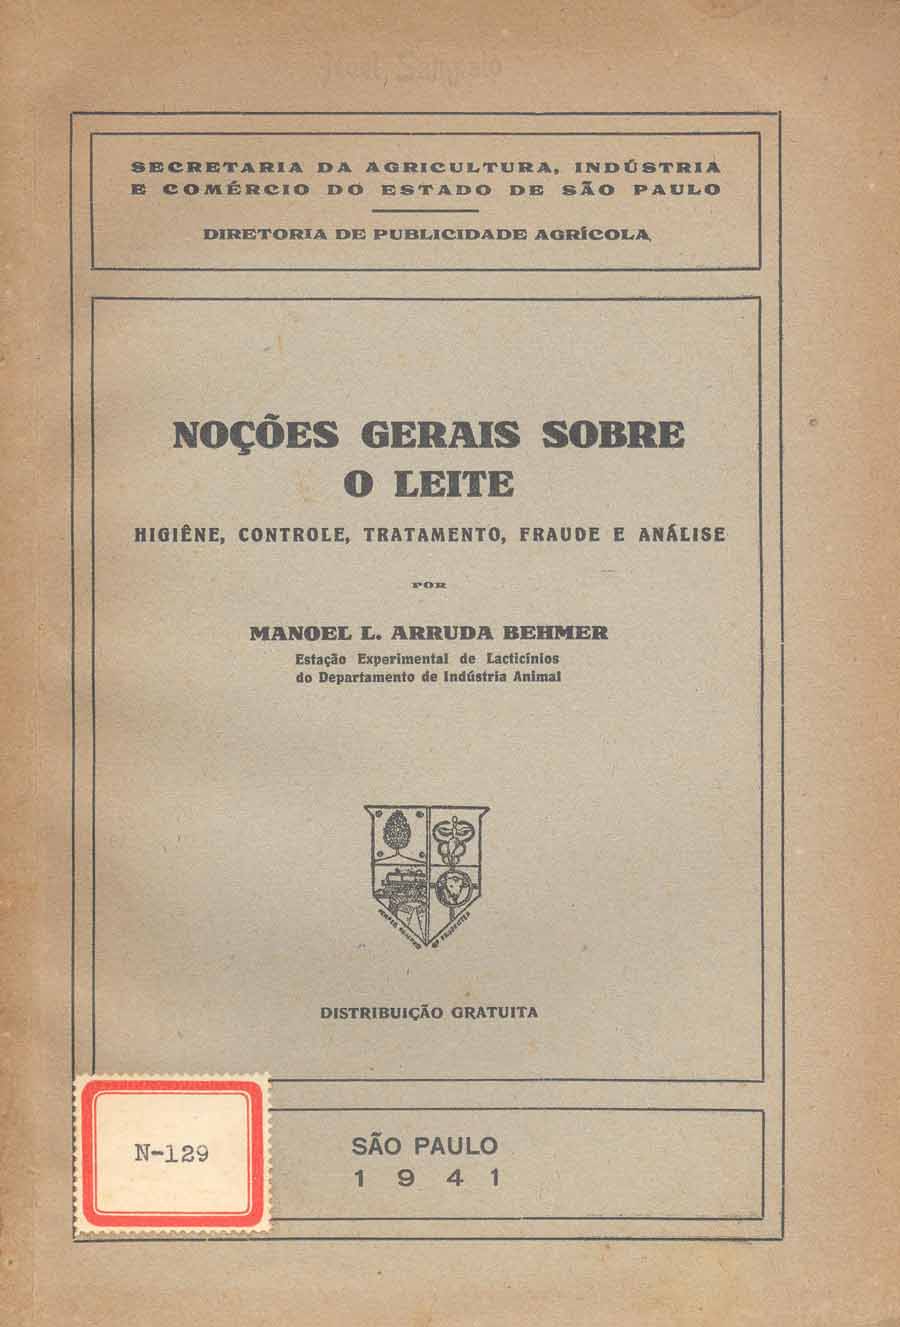 SECRETARIA DA AGRICULTURA, INDÚSTRIA
E COMÉRCIO DO ESTADO DE SÃO PAULO
DIRETORIA DE PUBLICIDADE AGRÍCOLA
NOÇÕES GERAIS SOBRE
O LEITE
HIGIÊNE, CONTROLE, TRATAMENTO, FRAUDE E ANÁLISE
POR
MANOEL L. ARRUDA BEHMER
Estação Experimental de Lacticínios
do Departamento de Indústria Animal
DISTRIBUIÇÃO GRATUITA
N-129
SÃO PAULO
1941